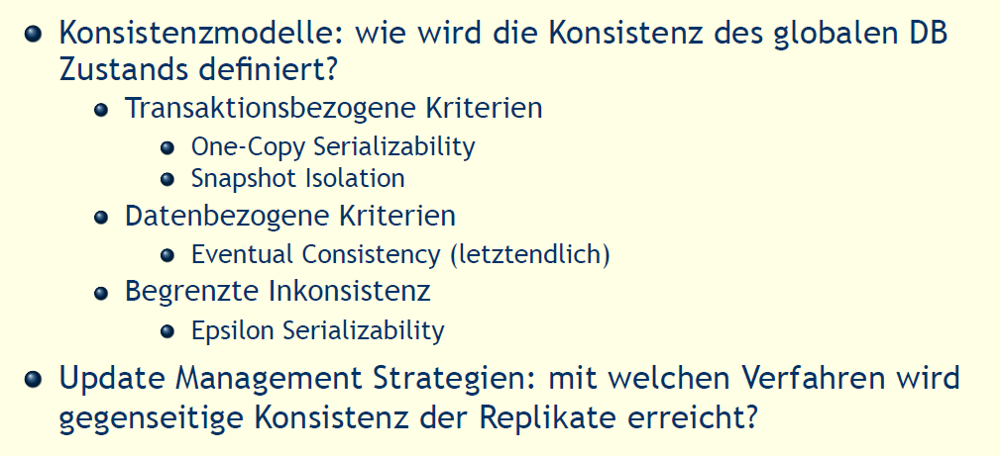 Konsistenzmodelle: wie wird die Konsistenz des globalen DB
Zustands definiert?
Transaktionsbezogene Kriterien
One-Copy Serializability
Snapshot Isolation
Datenbezogene Kriterien
Eventual Consistency (letztendlich)
Begrenzte Inkonsistenz
Epsilon Serializability
Update Management Strategien: mit welchen Verfahren wird
gegenseitige Konsistenz der Replikate erreicht?